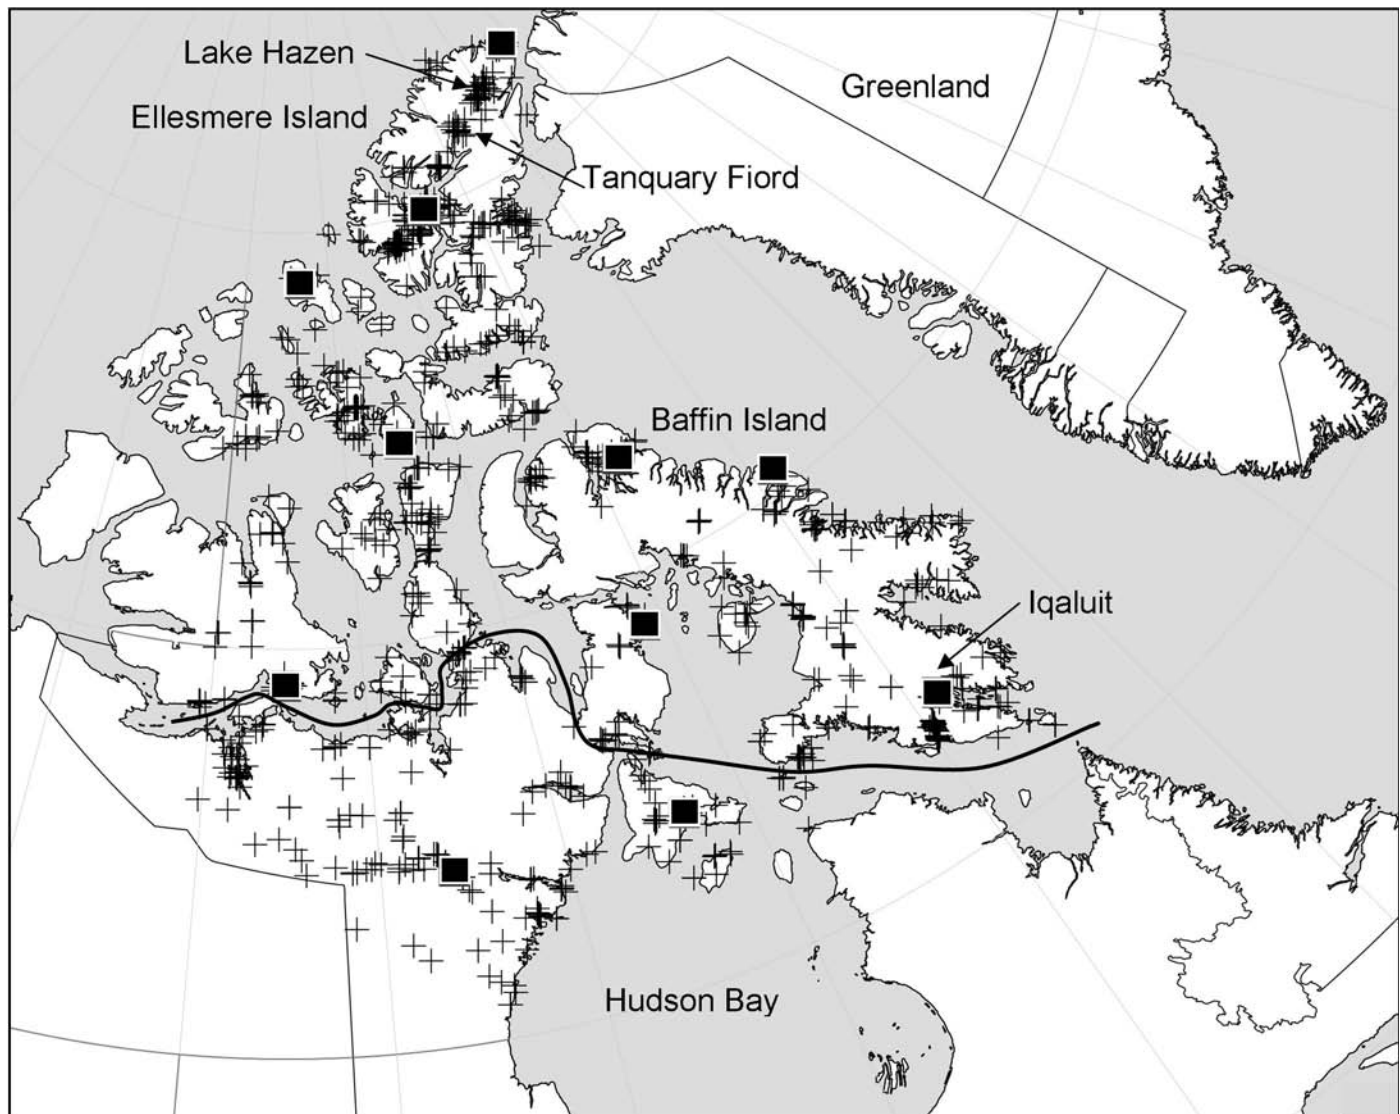 Lake Hazen
Greenland
Ellesmere Island
Tanquary Fiord
Baffin Island
Iqaluit
Hudson Bay